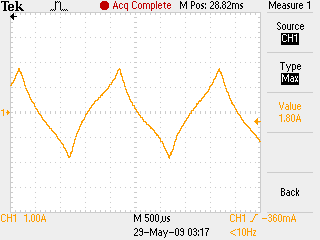 Tek Acq Complete M Pos: 28.82ms Measure 1
Source
CH1
Type
Max
Value
1.80A
1
Back
CH1 1.00A M 500µs CH1 -360mA
29-May-09 03:17 <10Hz